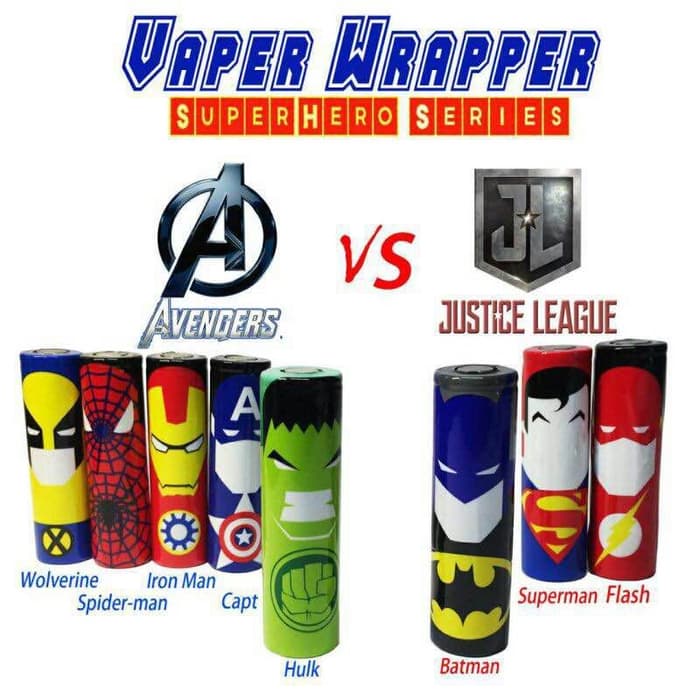 VAPER WRAPPER
SUPERHERO SERIES
A
AVENGERS.
VS
JL
JUSTICE LEAGUE
A
X
S
Wolverine
Spider-man
Iron Man
Capt
Hulk
Batman
Superman
Flash